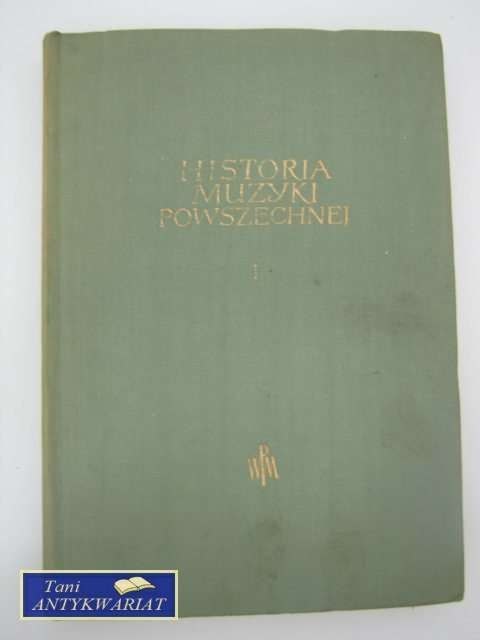 HISTORIA
MUZYKI
POWSZECHNEJ
I
PWM
Tani
ANTYKWARIAT